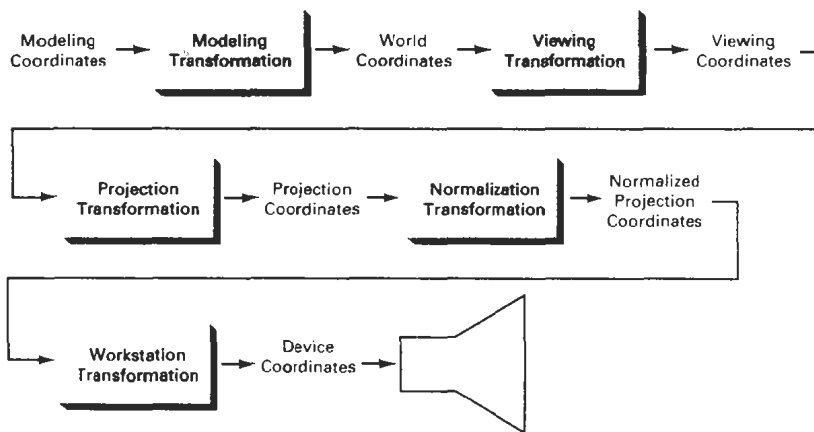 Modeling
Coordinates
Modeling
Transformation
World
Coordinates
Viewing
Transformation
Viewing
Coordinates
Projection
Transformation
Projection
Coordinates
Normalization
Transformation
Normalized
Projection
Coordinates
Workstation
Transformation
Device
Coordinates